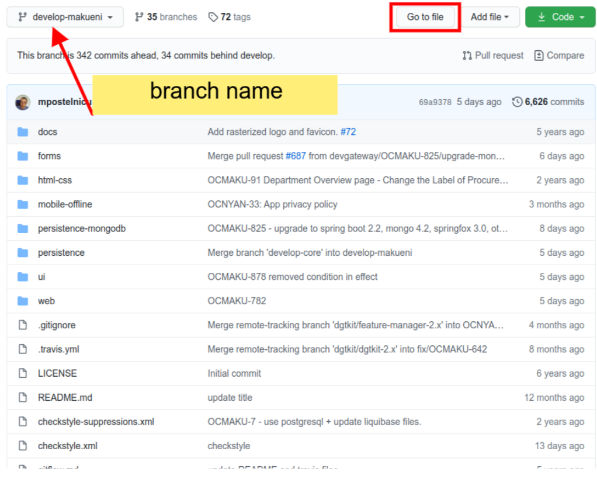 develop-makueni 35 branches 72 tags Go to file Add file Code
This branch is 342 commits ahead, 34 commits behind develop. Pull request Compare
branch name
69a9378 5 days ago 6,626 commits
docs Add rasterized logo and favicon. #72 5 years ago
forms Merge pull request #687 from devgateway/OCMAKU-825/upgrade-mon... 6 days ago
html-css OCMAKU-91 Department Overview page - Change the Label of Procure... 2 years ago
mobile-offline OCNYAN-33: App privacy policy 3 months ago
persistence-mongodb OCMAKU-825 - upgrade to spring boot 2.2, mongo 4.2, springfox 3.0, ot... 8 days ago
persistence Merge branch 'develop-core' into develop-makueni 5 days ago
ui OCMAKU-878 removed condition in effect 5 days ago
web OCMAKU-782 5 days ago
.gitignore Merge remote-tracking branch 'dgtkit/feature-manager-2.x' into OCNYA... 4 months ago
.travis.yml Merge remote-tracking branch 'dgtkit/dgtkit-2.x' into fix/OCMAKU-642 8 months ago
LICENSE Initial commit 6 years ago
README.md update title 12 months ago
checkstyle-suppressions.xml OCMAKU-7 - use postgresql + update liquibase files. 2 years ago
checkstyle.xml checkstyle 13 days ago